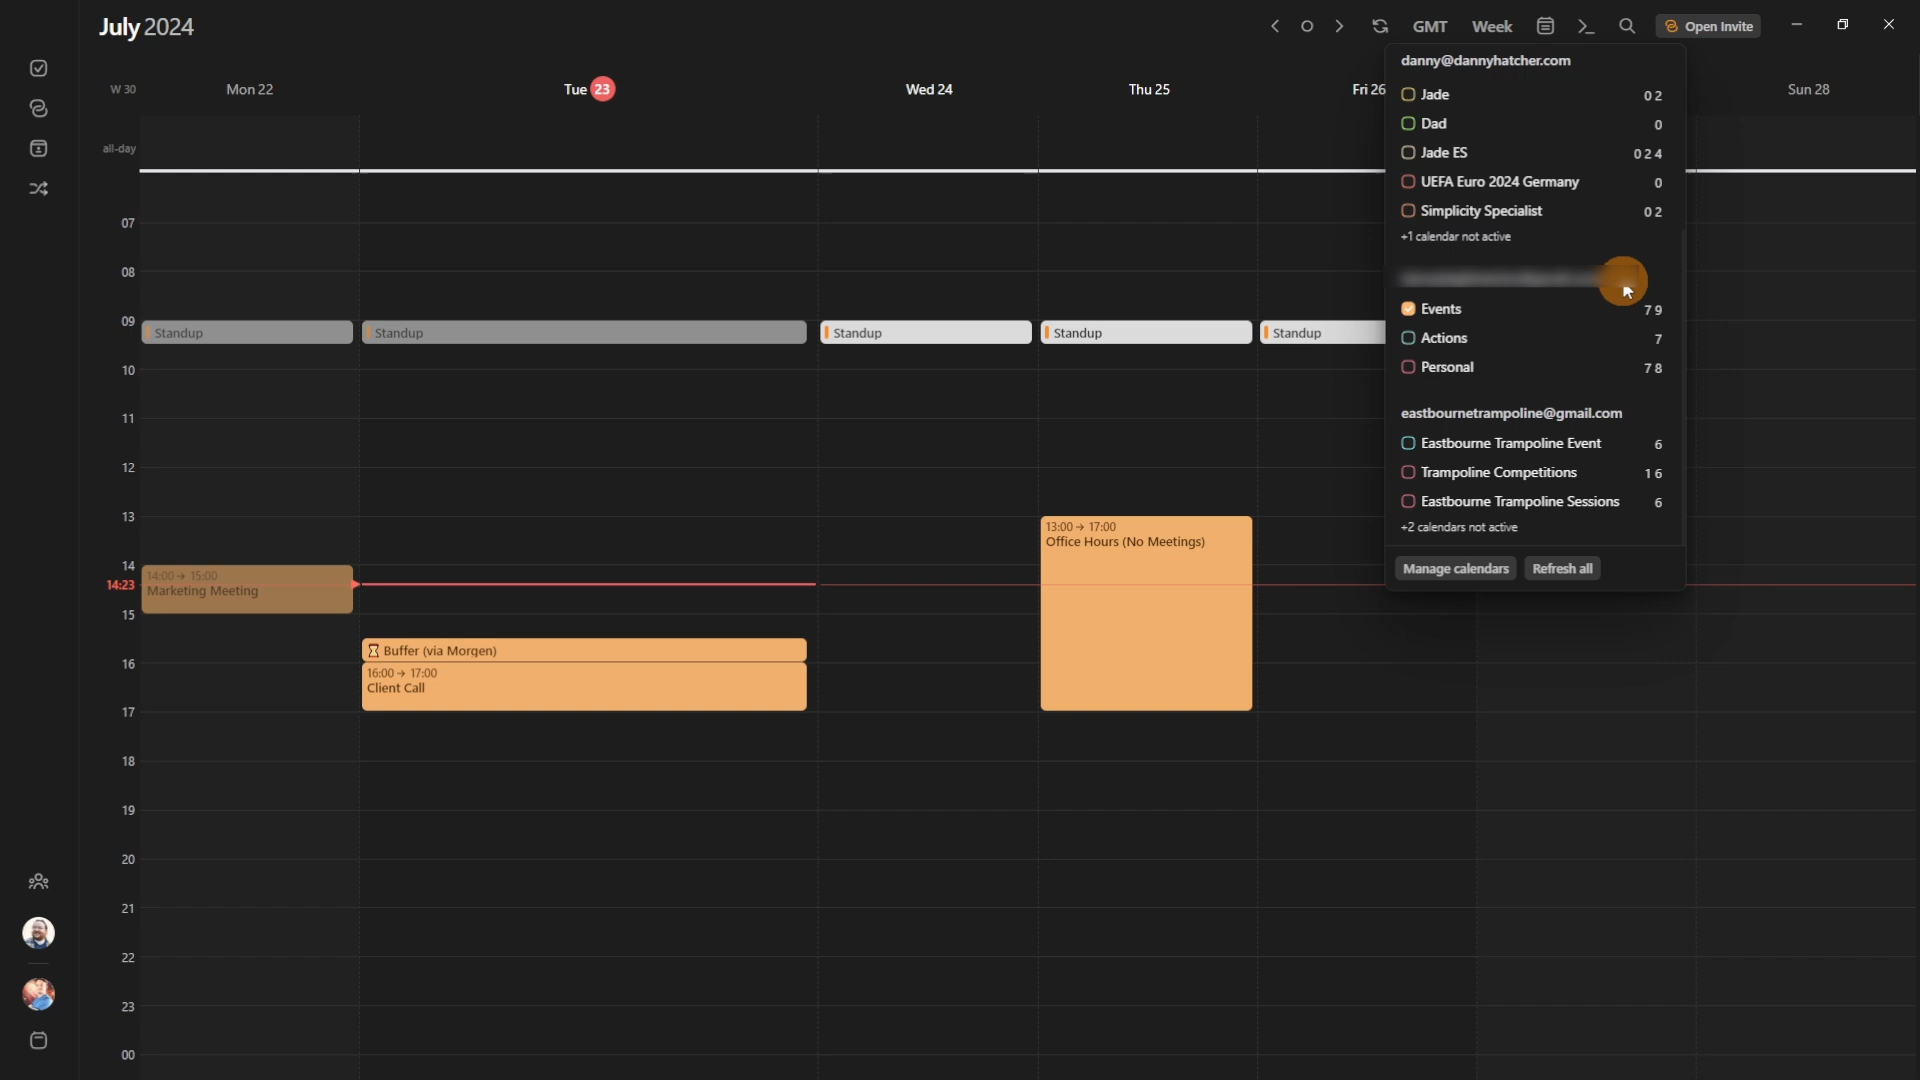 July 2024
GMT
Week
Open Invite
W 30
Mon 22
Tue 23
Wed 24
Thu 25
Fri 26
Sun 28
all-day
07
08
09
10
11
12
13
14
14:23
15
16
17
18
19
20
21
22
23
00
Standup
Standup
Standup
Standup
Standup
14:00 → 15:00
Marketing Meeting
Buffer (via Morgen)
16:00 → 17:00
Client Call
13:00 → 17:00
Office Hours (No Meetings)
danny@dannyhatcher.com
Jade 0 2
Dad 0
Jade ES 0 2 4
UEFA Euro 2024 Germany 0
Simplicity Specialist 0 2
+1 calendar not active
Events 7 9
Actions 7
Personal 7 8
eastbournetrampoline@gmail.com
Eastbourne Trampoline Event 6
Trampoline Competitions 1 6
Eastbourne Trampoline Sessions 6
+2 calendars not active
Manage calendars
Refresh all